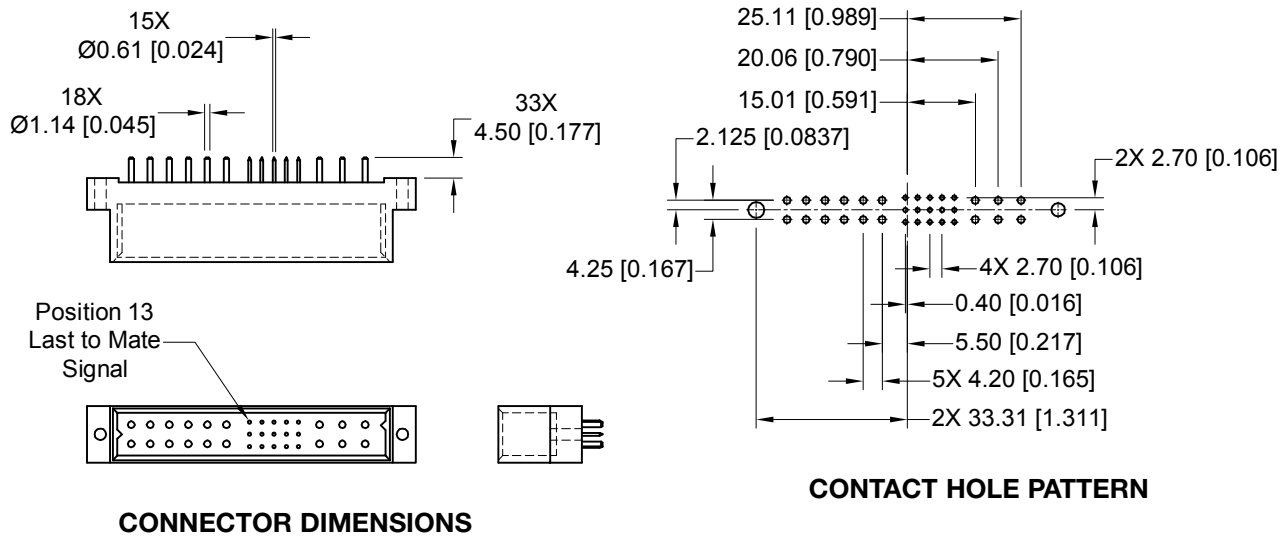 15X
Ø0.61 [0.024]
18X
Ø1.14 [0.045]
33X
4.50 [0.177]
Position 13
Last to Mate
Signal
CONNECTOR DIMENSIONS
25.11 [0.989]
20.06 [0.790]
15.01 [0.591]
2.125 [0.0837]
2X 2.70 [0.106]
4.25 [0.167]
4X 2.70 [0.106]
0.40 [0.016]
5.50 [0.217]
5X 4.20 [0.165]
2X 33.31 [1.311]
CONTACT HOLE PATTERN